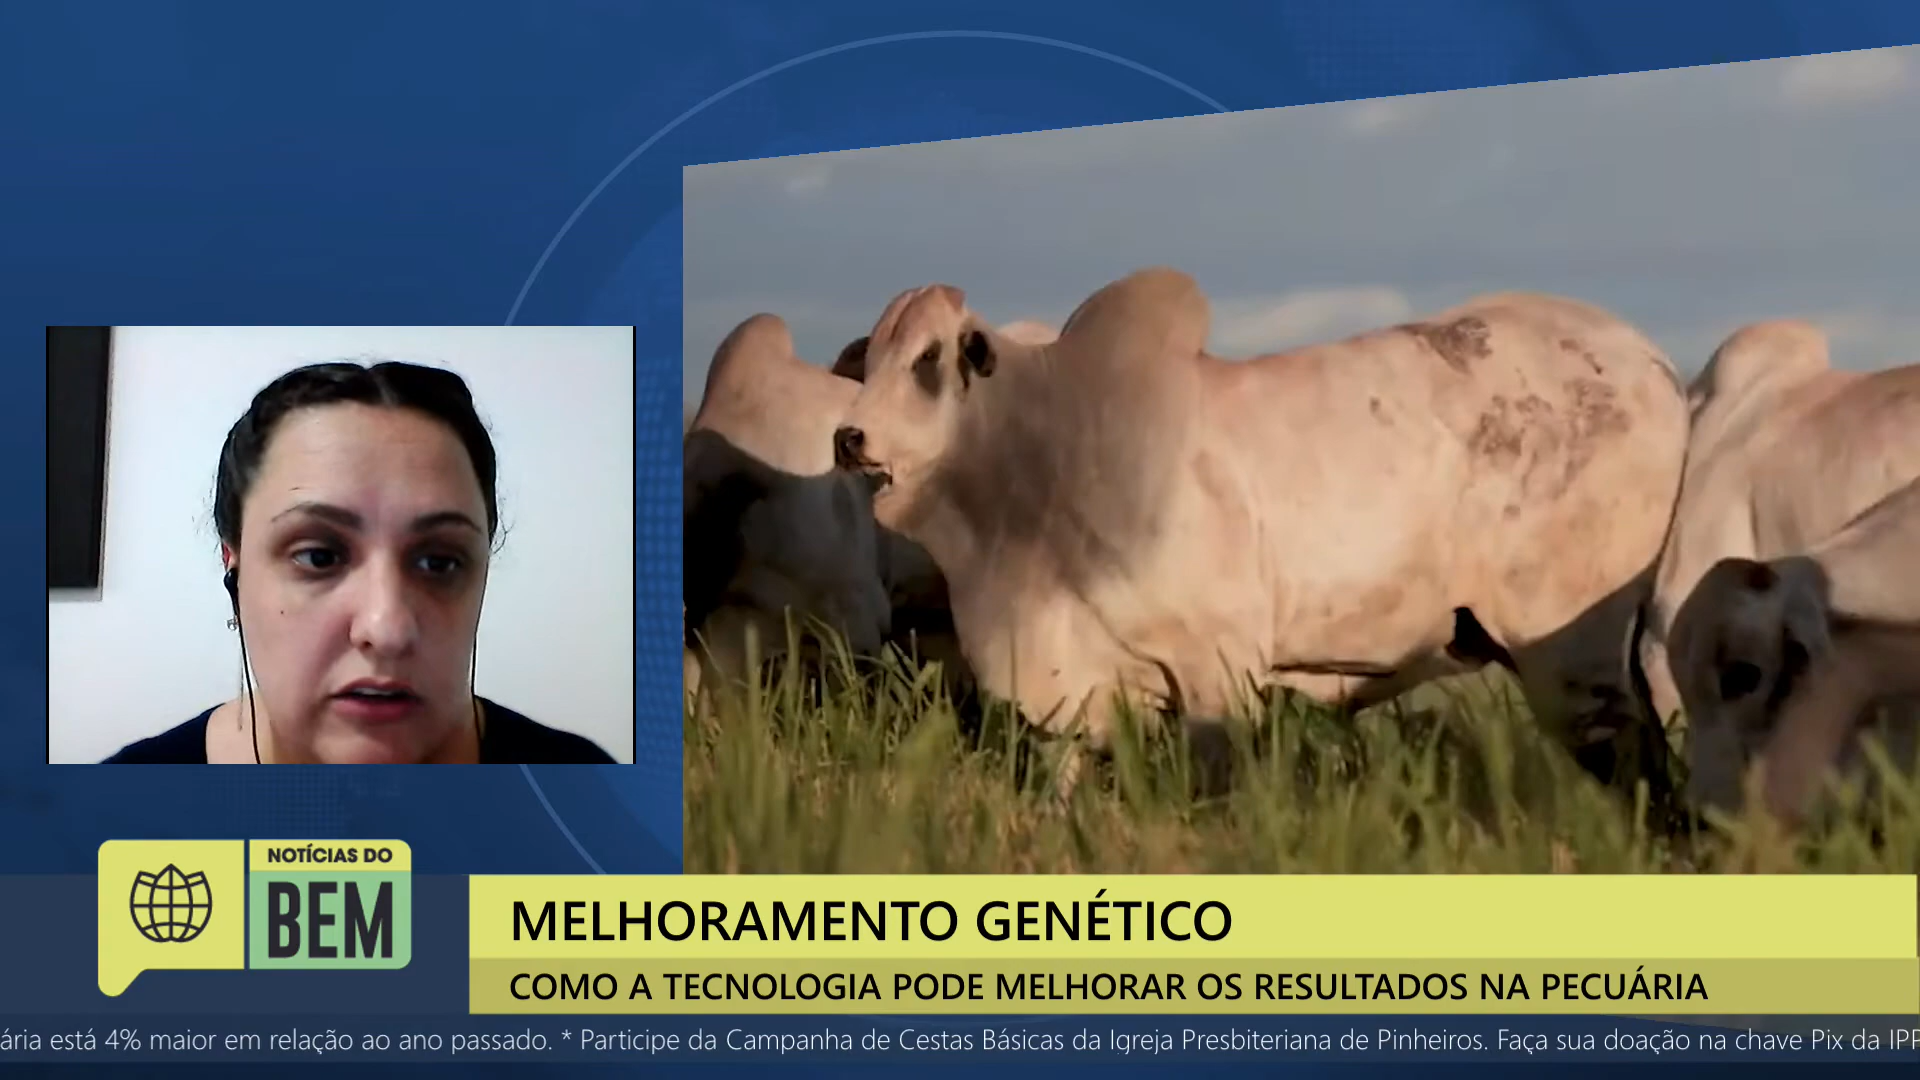 NOTÍCIAS DO
BEM
MELHORAMENTO GENÉTICO
COMO A TECNOLOGIA PODE MELHORAR OS RESULTADOS NA PECUÁRIA
ária está 4% maior em relação ao ano passado. * Participe da Campanha de Cestas Básicas da Igreja Presbiteriana de Pinheiros. Faça sua doação na chave Pix da IPP